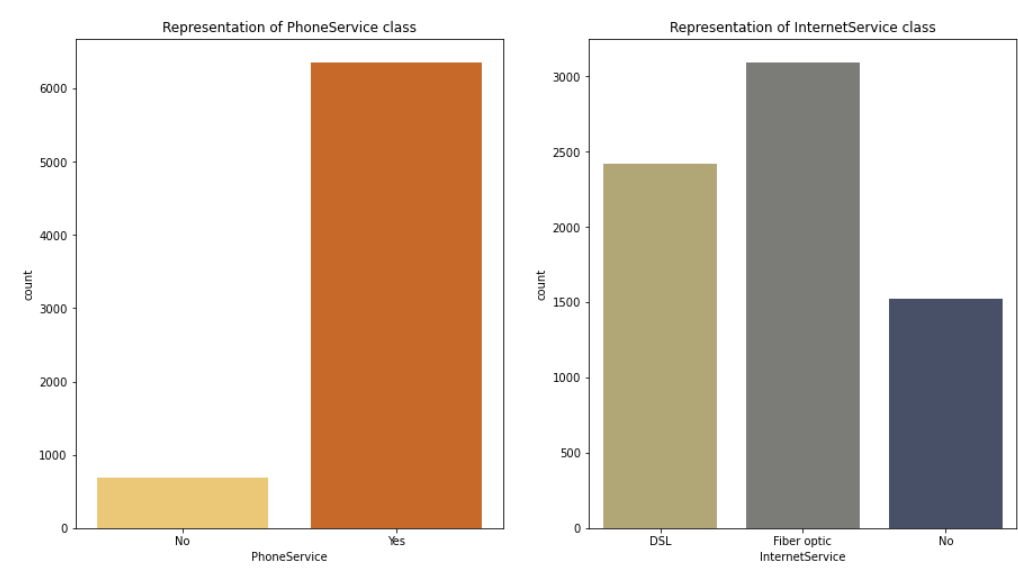 Representation of PhoneService class
6000
5000
4000
3000
2000
1000
0
count
No Yes
PhoneService
Representation of InternetService class
3000
2500
2000
1500
1000
500
0
count
DSL Fiber optic No
InternetService